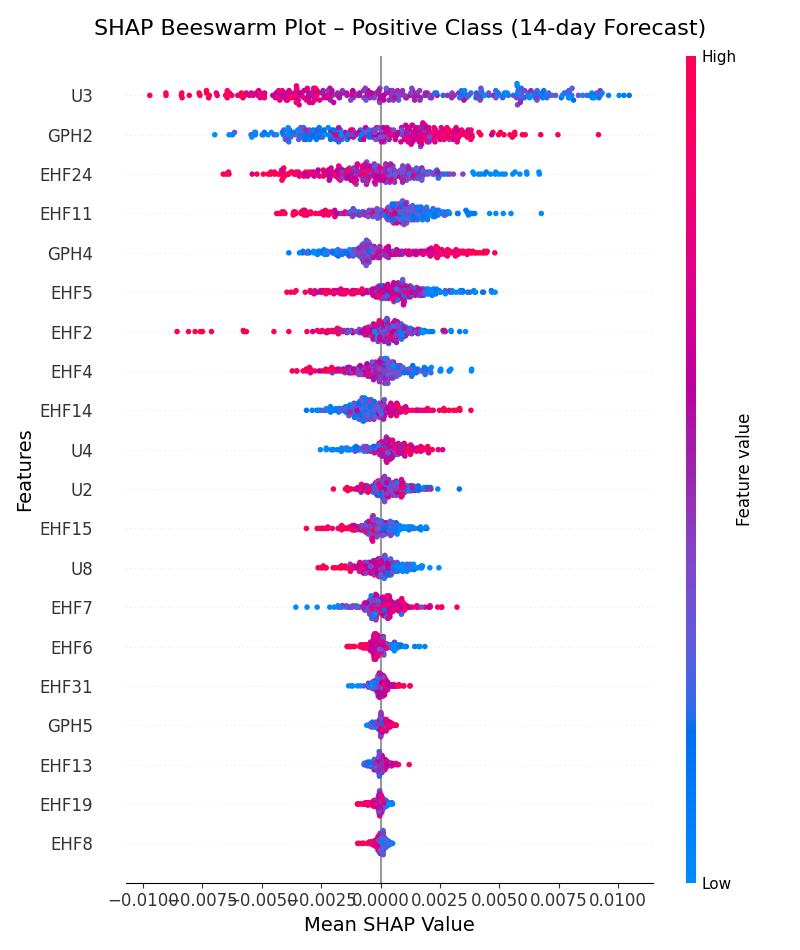 SHAP Beeswarm Plot – Positive Class (14-day Forecast)
High
U3
GPH2
EHF24
EHF11
GPH4
EHF5
EHF2
EHF4
EHF14
U4
U2
EHF15
U8
EHF7
EHF6
EHF31
GPH5
EHF13
EHF19
EHF8
Features
Feature value
Low
−0.0100 −0.0075 −0.0050 −0.0025 0.0000 0.0025 0.0050 0.0075 0.0100
Mean SHAP Value